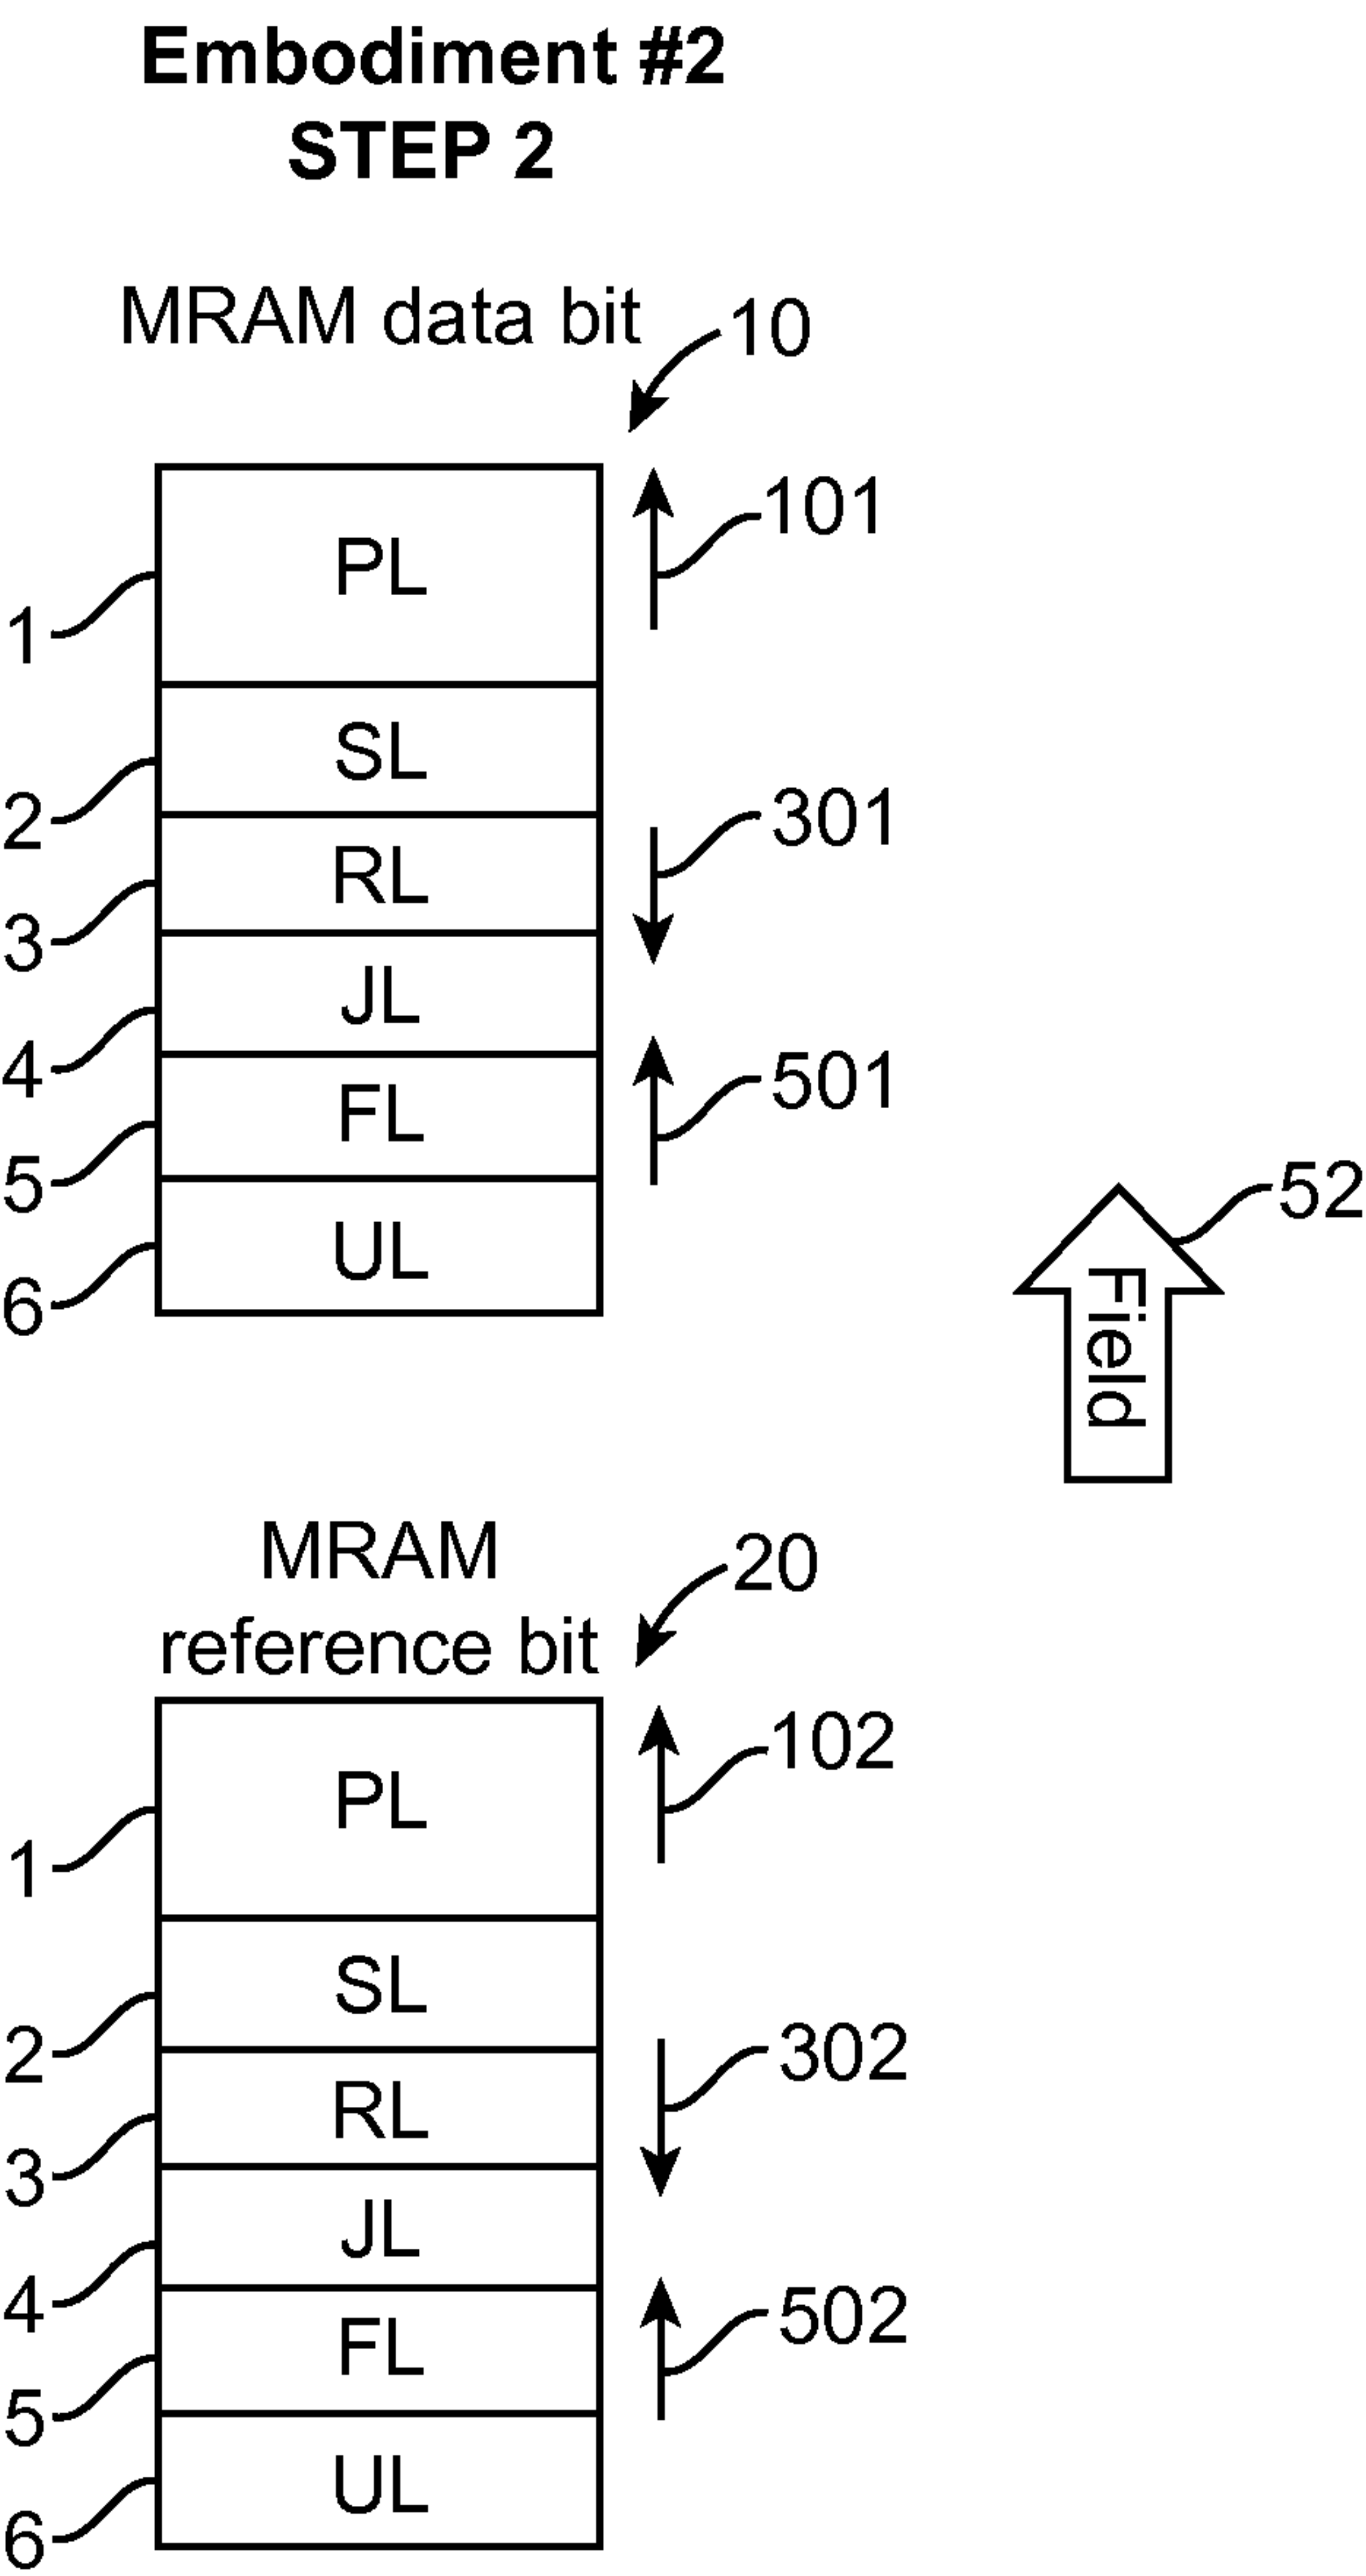 Embodiment #2
STEP 2
MRAM data bit
10
101
PL
1
SL
2
301
RL
3
JL
4
501
FL
5
52
UL
6
Field
MRAM
reference bit
20
102
PL
1
SL
2
302
RL
3
JL
4
502
FL
5
UL
6